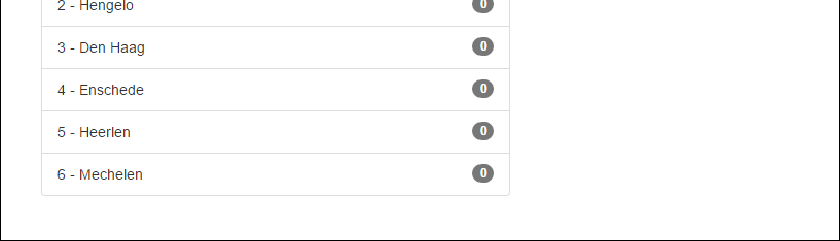 2 - Hengelo 0
3 - Den Haag 0
4 - Enschede 0
5 - Heerlen 0
6 - Mechelen 0